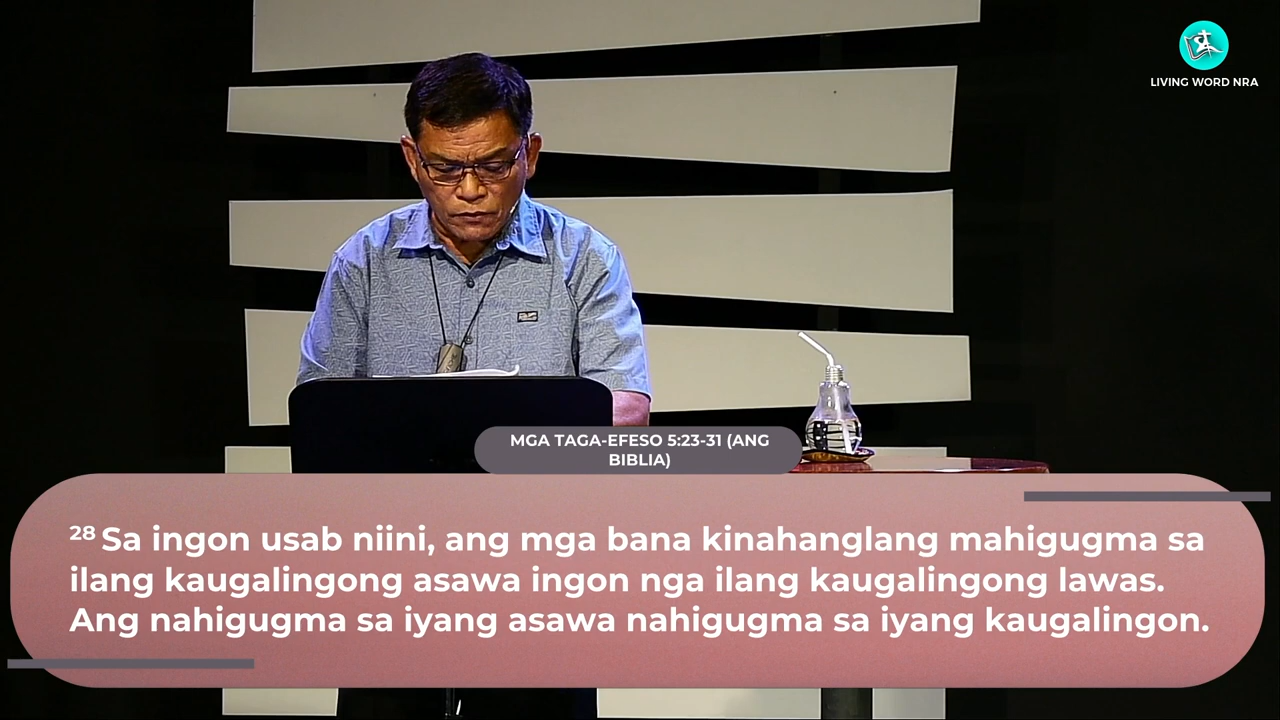 LIVING WORD NRA
MGA TAGA-EFESO 5:23-31 (ANG
BIBLIA)
28 Sa ingon usab niini, ang mga bana kinahanglang mahigugma sa
ilang kaugalingong asawa ingon nga ilang kaugalingong lawas.
Ang nahigugma sa iyang asawa nahigugma sa iyang kaugalingon.